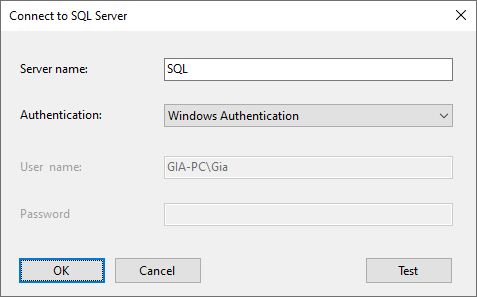 Connect to SQL Server
Server name: SQL
Authentication: Windows Authentication
User name: GIA-PC\Gia
Password
OK Cancel Test